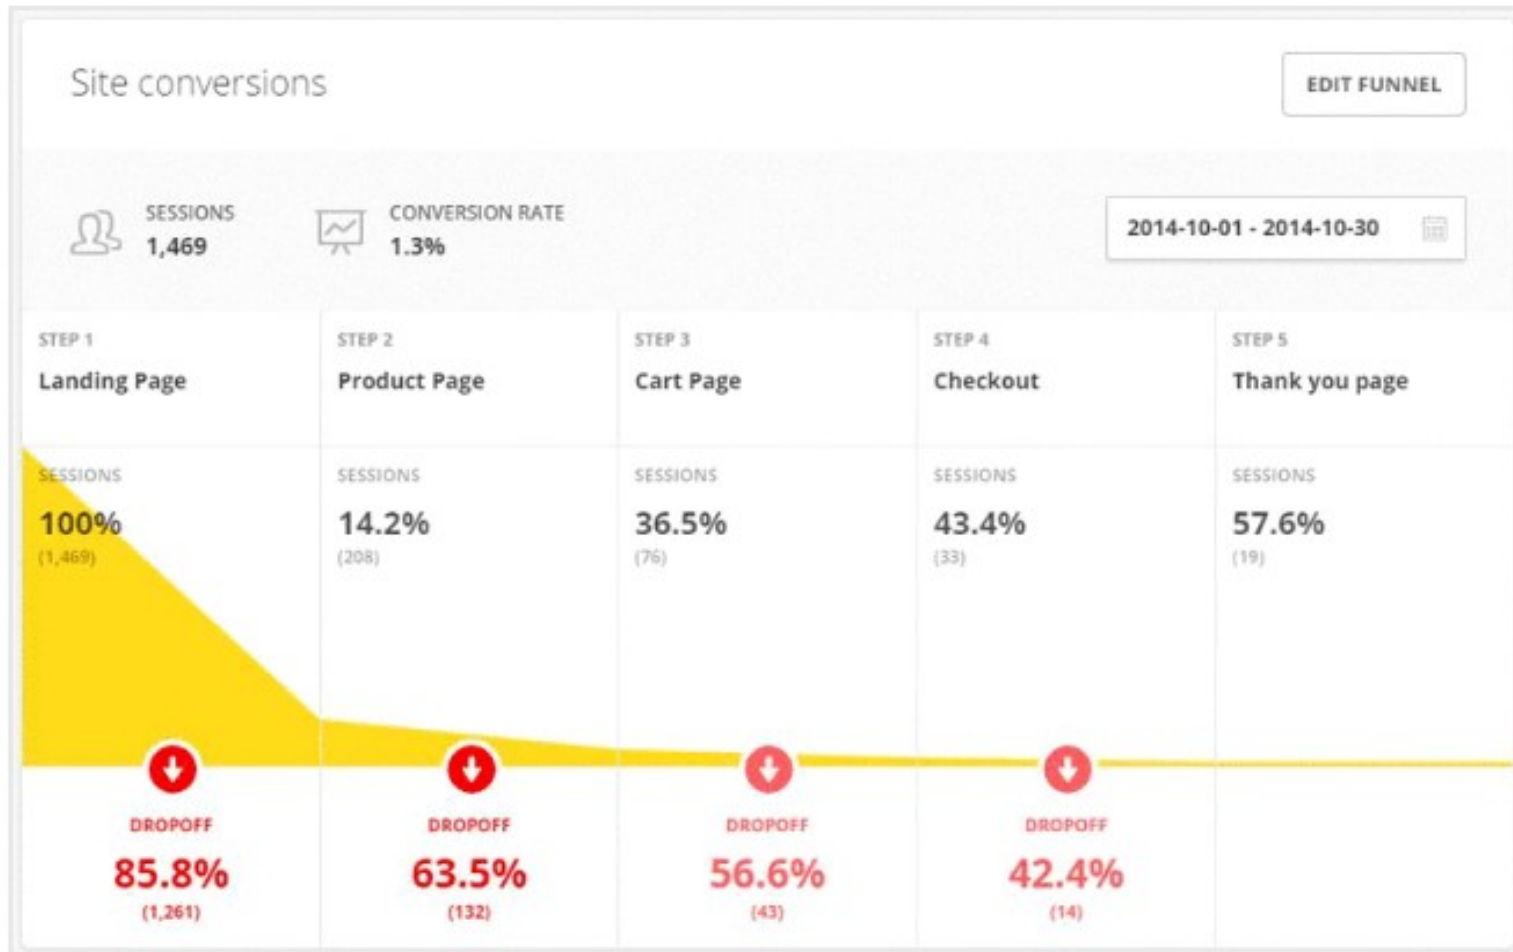 Site conversions
EDIT FUNNEL
SESSIONS
1,469
CONVERSION RATE
1.3%
2014-10-01 - 2014-10-30
STEP 1
Landing Page
SESSIONS
100%
(1,469)
DROPOFF
85.8%
(1,261)
STEP 2
Product Page
SESSIONS
14.2%
(208)
DROPOFF
63.5%
(132)
STEP 3
Cart Page
SESSIONS
36.5%
(76)
DROPOFF
56.6%
(43)
STEP 4
Checkout
SESSIONS
43.4%
(33)
DROPOFF
42.4%
(14)
STEP 5
Thank you page
SESSIONS
57.6%
(19)